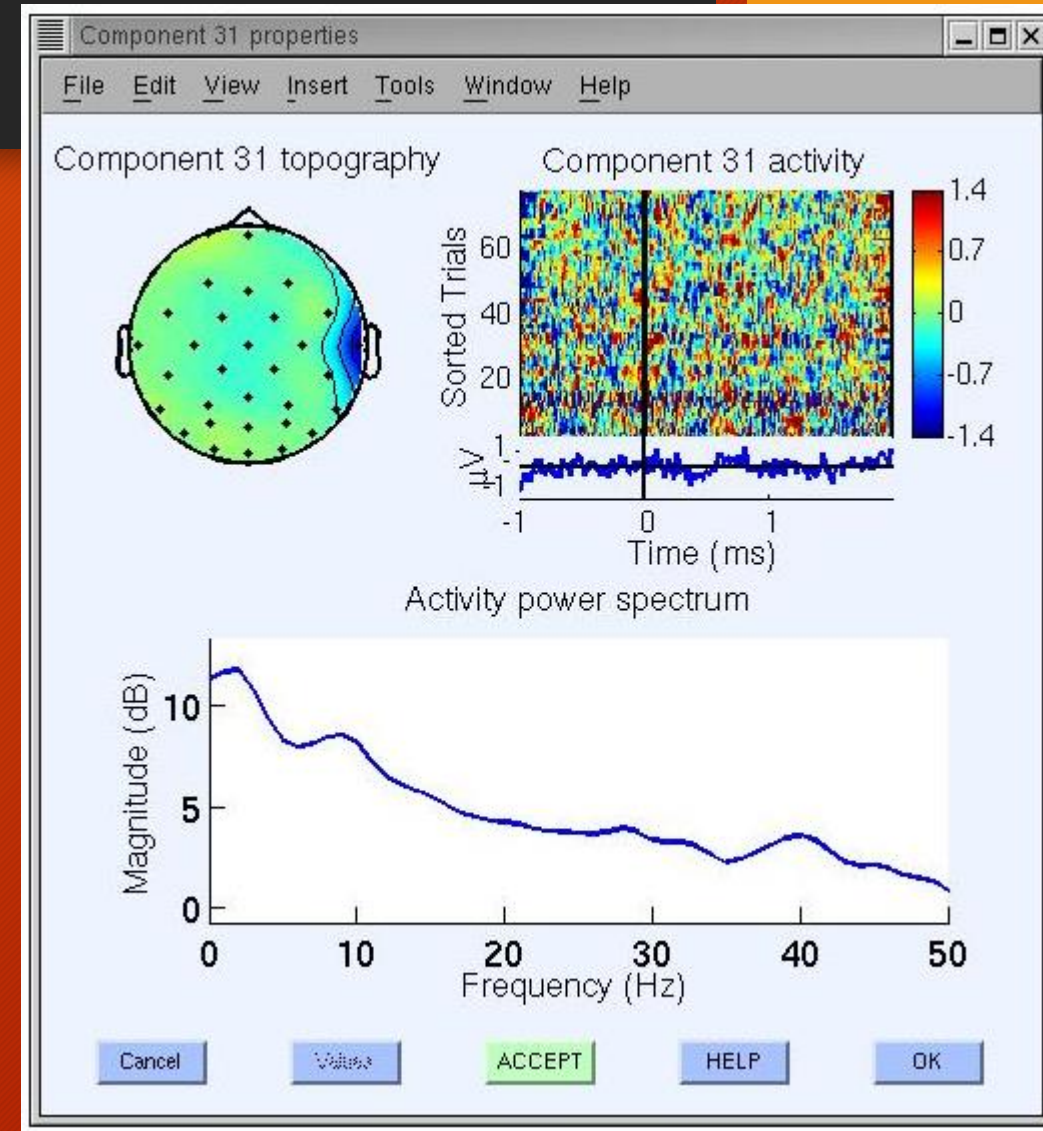 Component 31 properties
File Edit View Insert Tools Window Help
Component 31 topography
Component 31 activity
Sorted Trials
60
40
20
1.4
0.7
0
-0.7
-1.4
μV
1
-1
-1 0 1
Time (ms)
Activity power spectrum
Magnitude (dB)
10
5
0
0 10 20 30 40 50
Frequency (Hz)
Cancel Values ACCEPT HELP OK